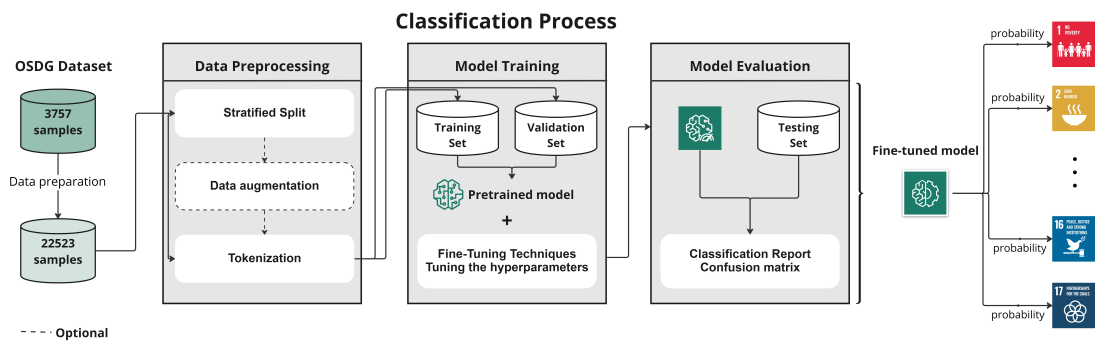 Classification Process
OSDG Dataset
3757
samples
Data preparation
22523
samples
Optional
Data Preprocessing
Stratified Split
Data augmentation
Tokenization
Model Training
Training
Set
Validation
Set
Pretrained model
+
Fine-Tuning Techniques
Tuning the hyperparameters
Model Evaluation
Testing
Set
Classification Report
Confusion matrix
Fine-tuned model
probability
1 NO
POVERTY
probability
2 ZERO
HUNGER
probability
16 PEACE, JUSTICE
AND STRONG
INSTITUTIONS
probability
17 PARTNERSHIPS
FOR THE GOALS